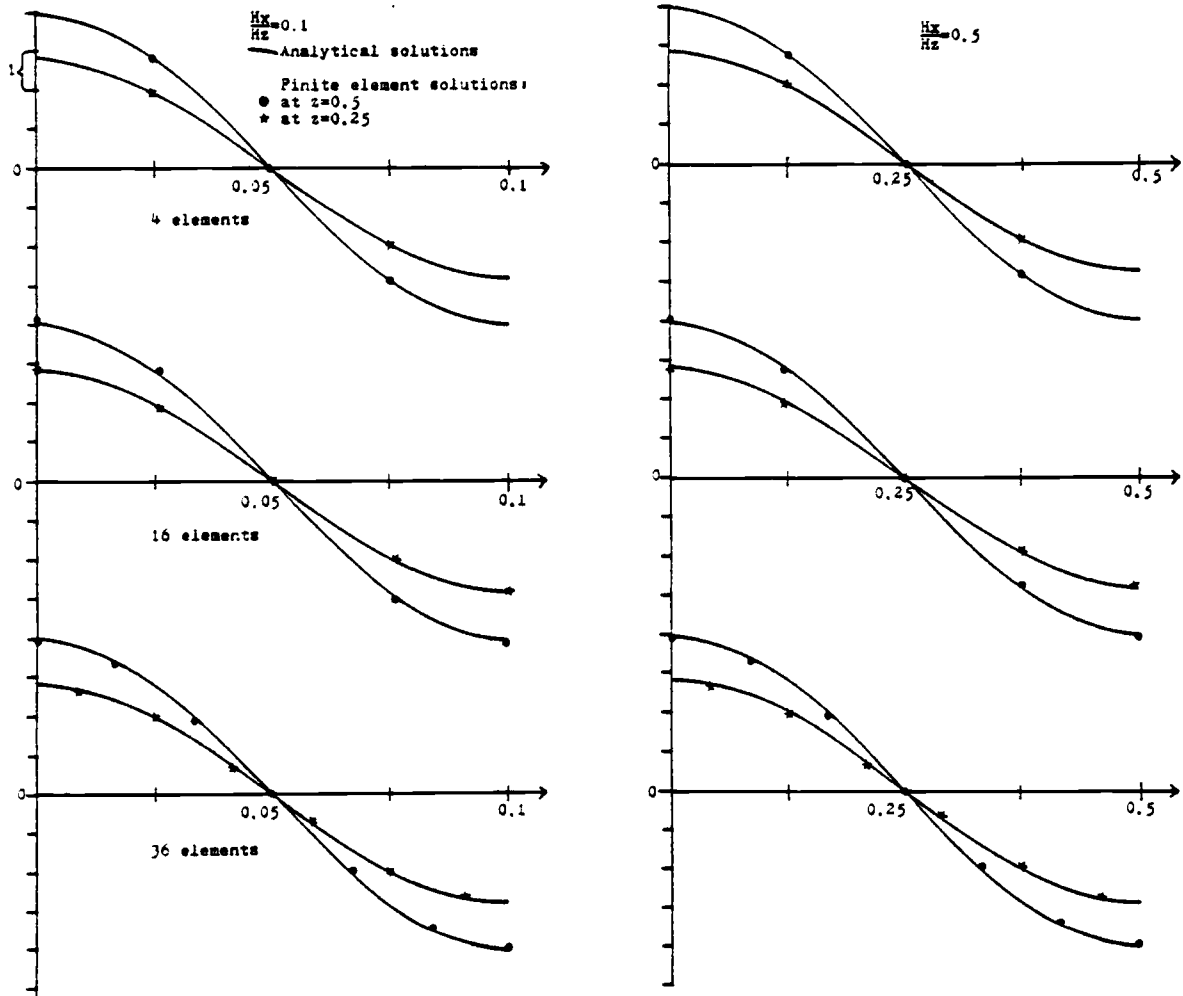 Hx
Hz =0.1
Analytical solutions
Finite element solutions:
● at z=0.5
★ at z=0.25
1{
0
0.05
0.1
4 elements
Hx
Hz =0.5
0
0.25
0.5
0
0.05
0.1
16 elements
0
0.25
0.5
0
0.05
0.1
36 elements
0
0.25
0.5